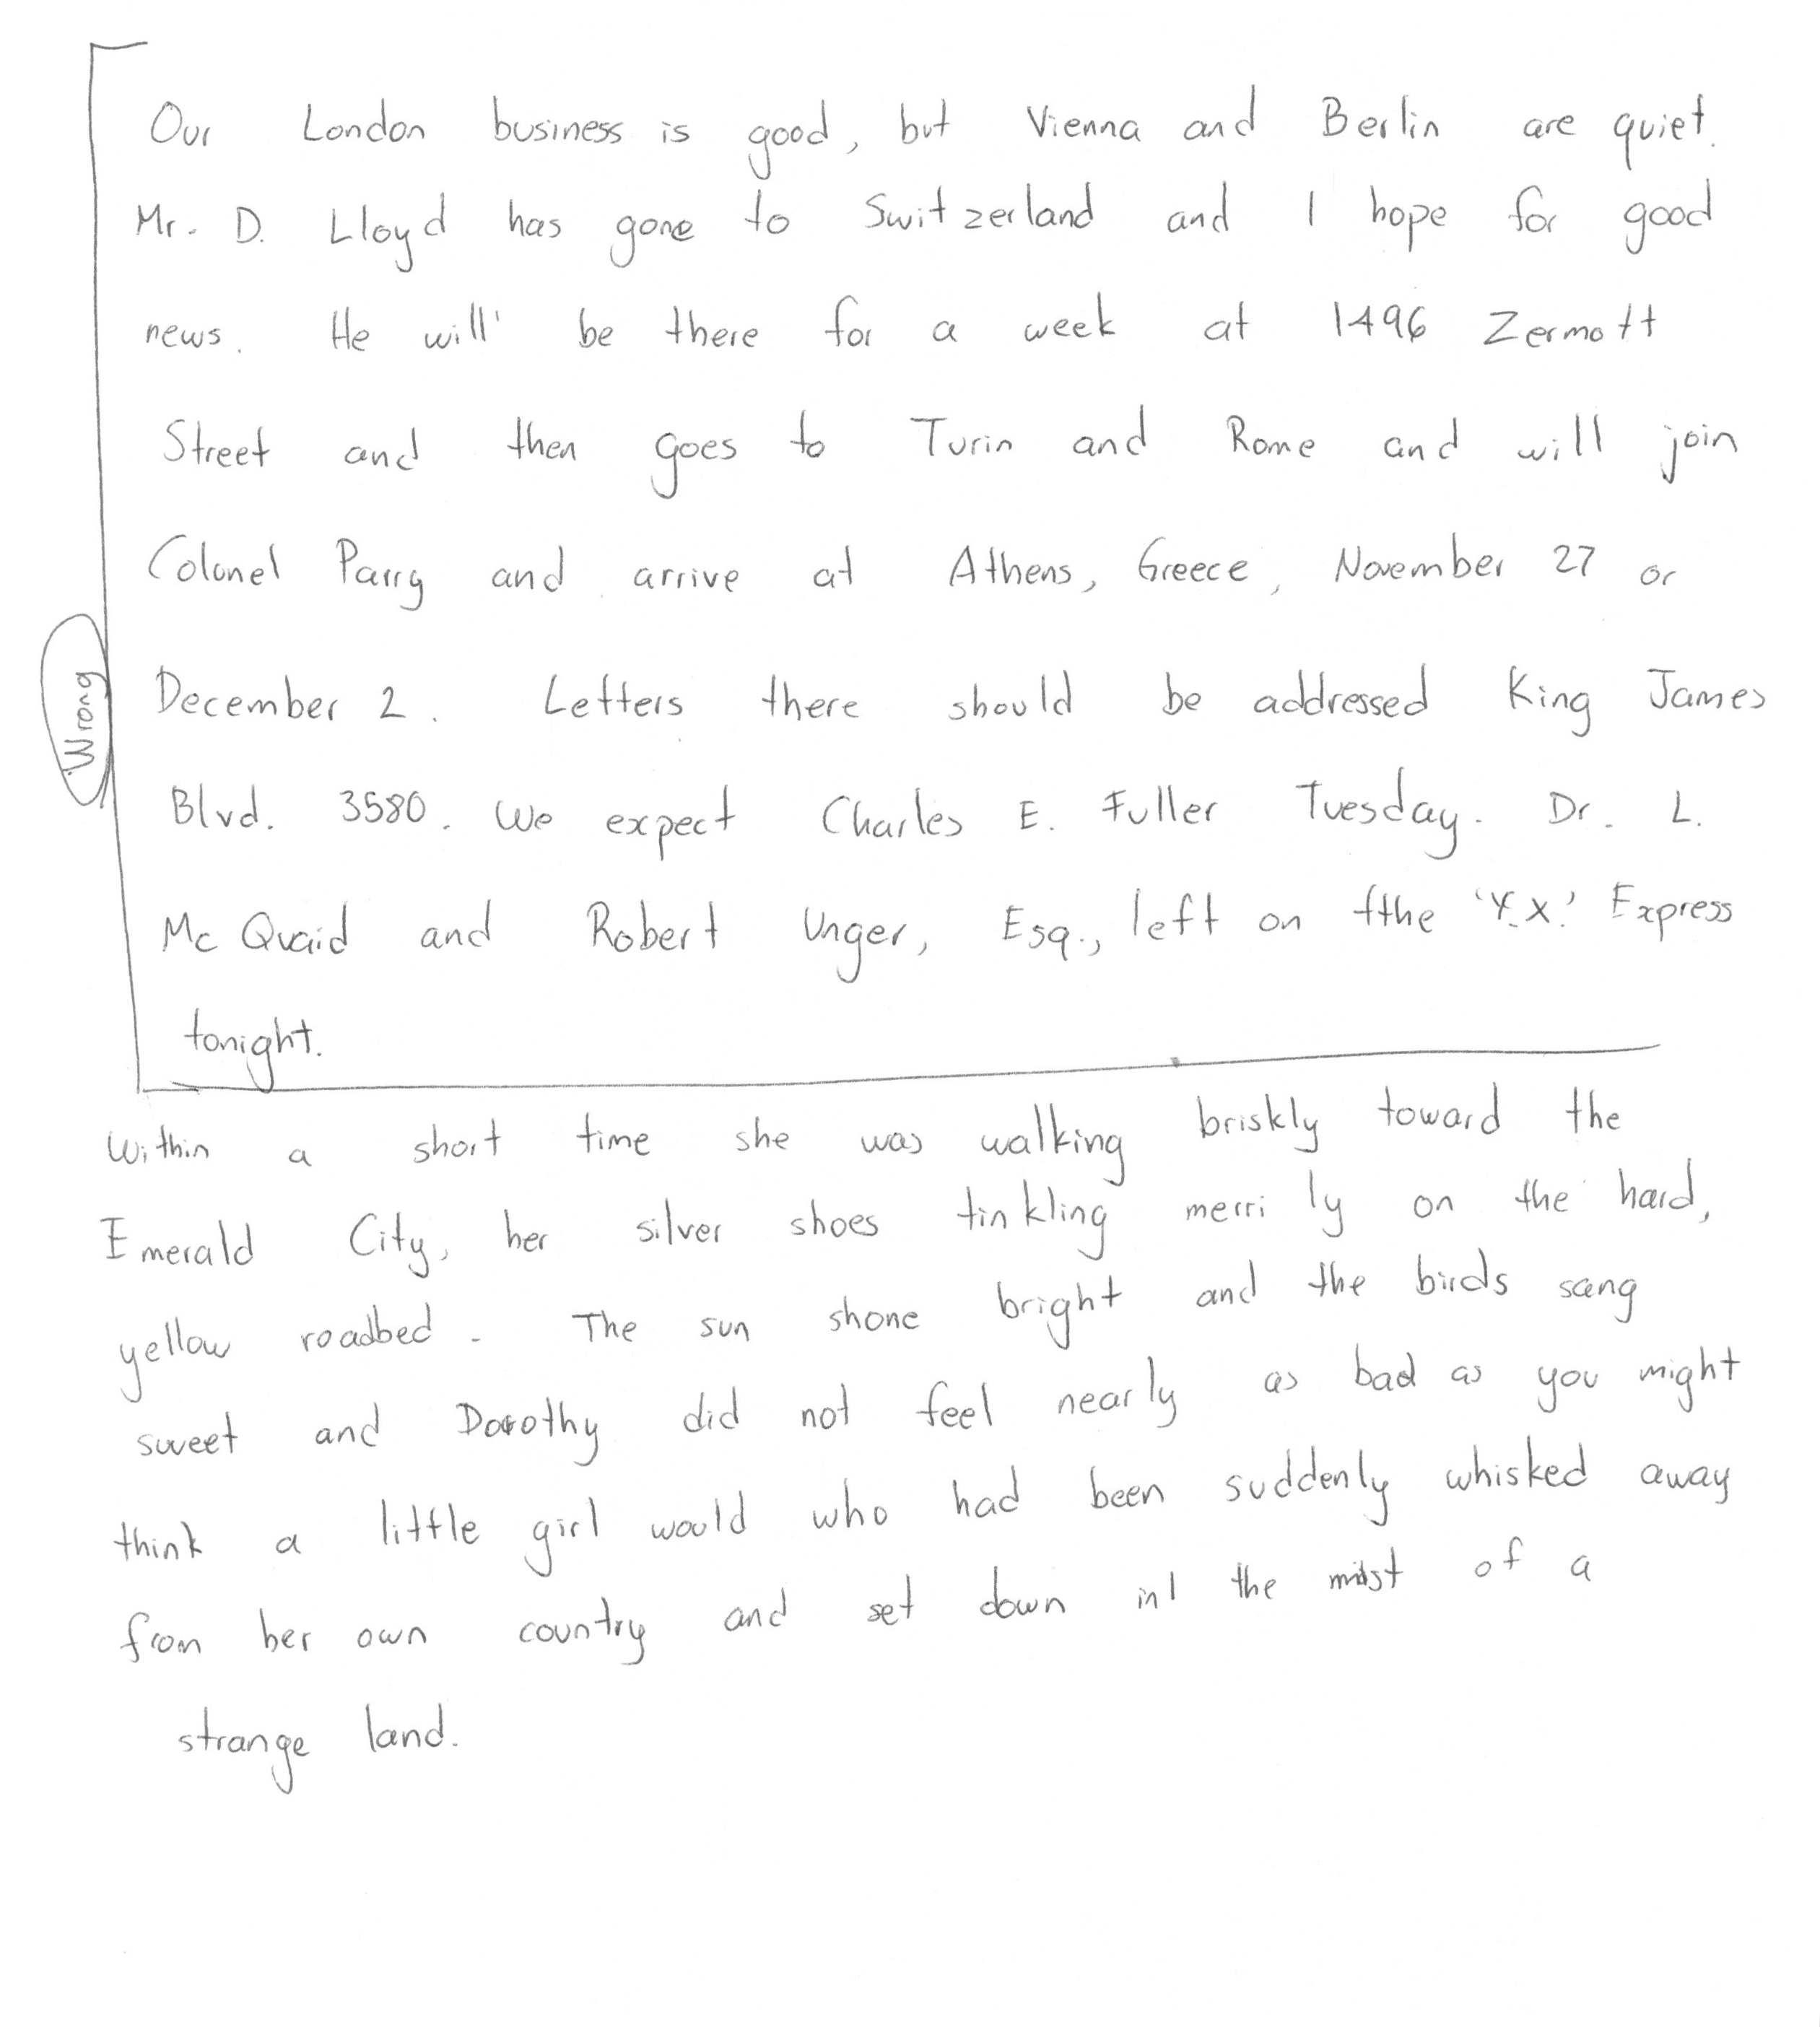 Our London business is good, but Vienna and Berlin are quiet.
Mr. D. Lloyd has gone to Switzerland and I hope for good
news. He will be there for a week at 1496 Zermott
Street and then goes to Turin and Rome and will join
Colonel Parry and arrive at Athens, Greece, November 27 or
December 2. Letters there should be addressed King James
Blvd. 3580. We expect Charles E. Fuller Tuesday. Dr. L.
McQuaid and Robert Unger, Esq., left on fthe 'Y.X.' Express
tonight.
Wrong
Within a short time she was walking briskly toward the
Emerald City, her silver shoes tinkling merrily on the hard,
yellow roadbed. The sun shone bright and the birds sang
sweet and Dorothy did not feel nearly as bad as you might
think a little girl would who had been suddenly whisked away
from her own country and set down in the midst of a
strange land.